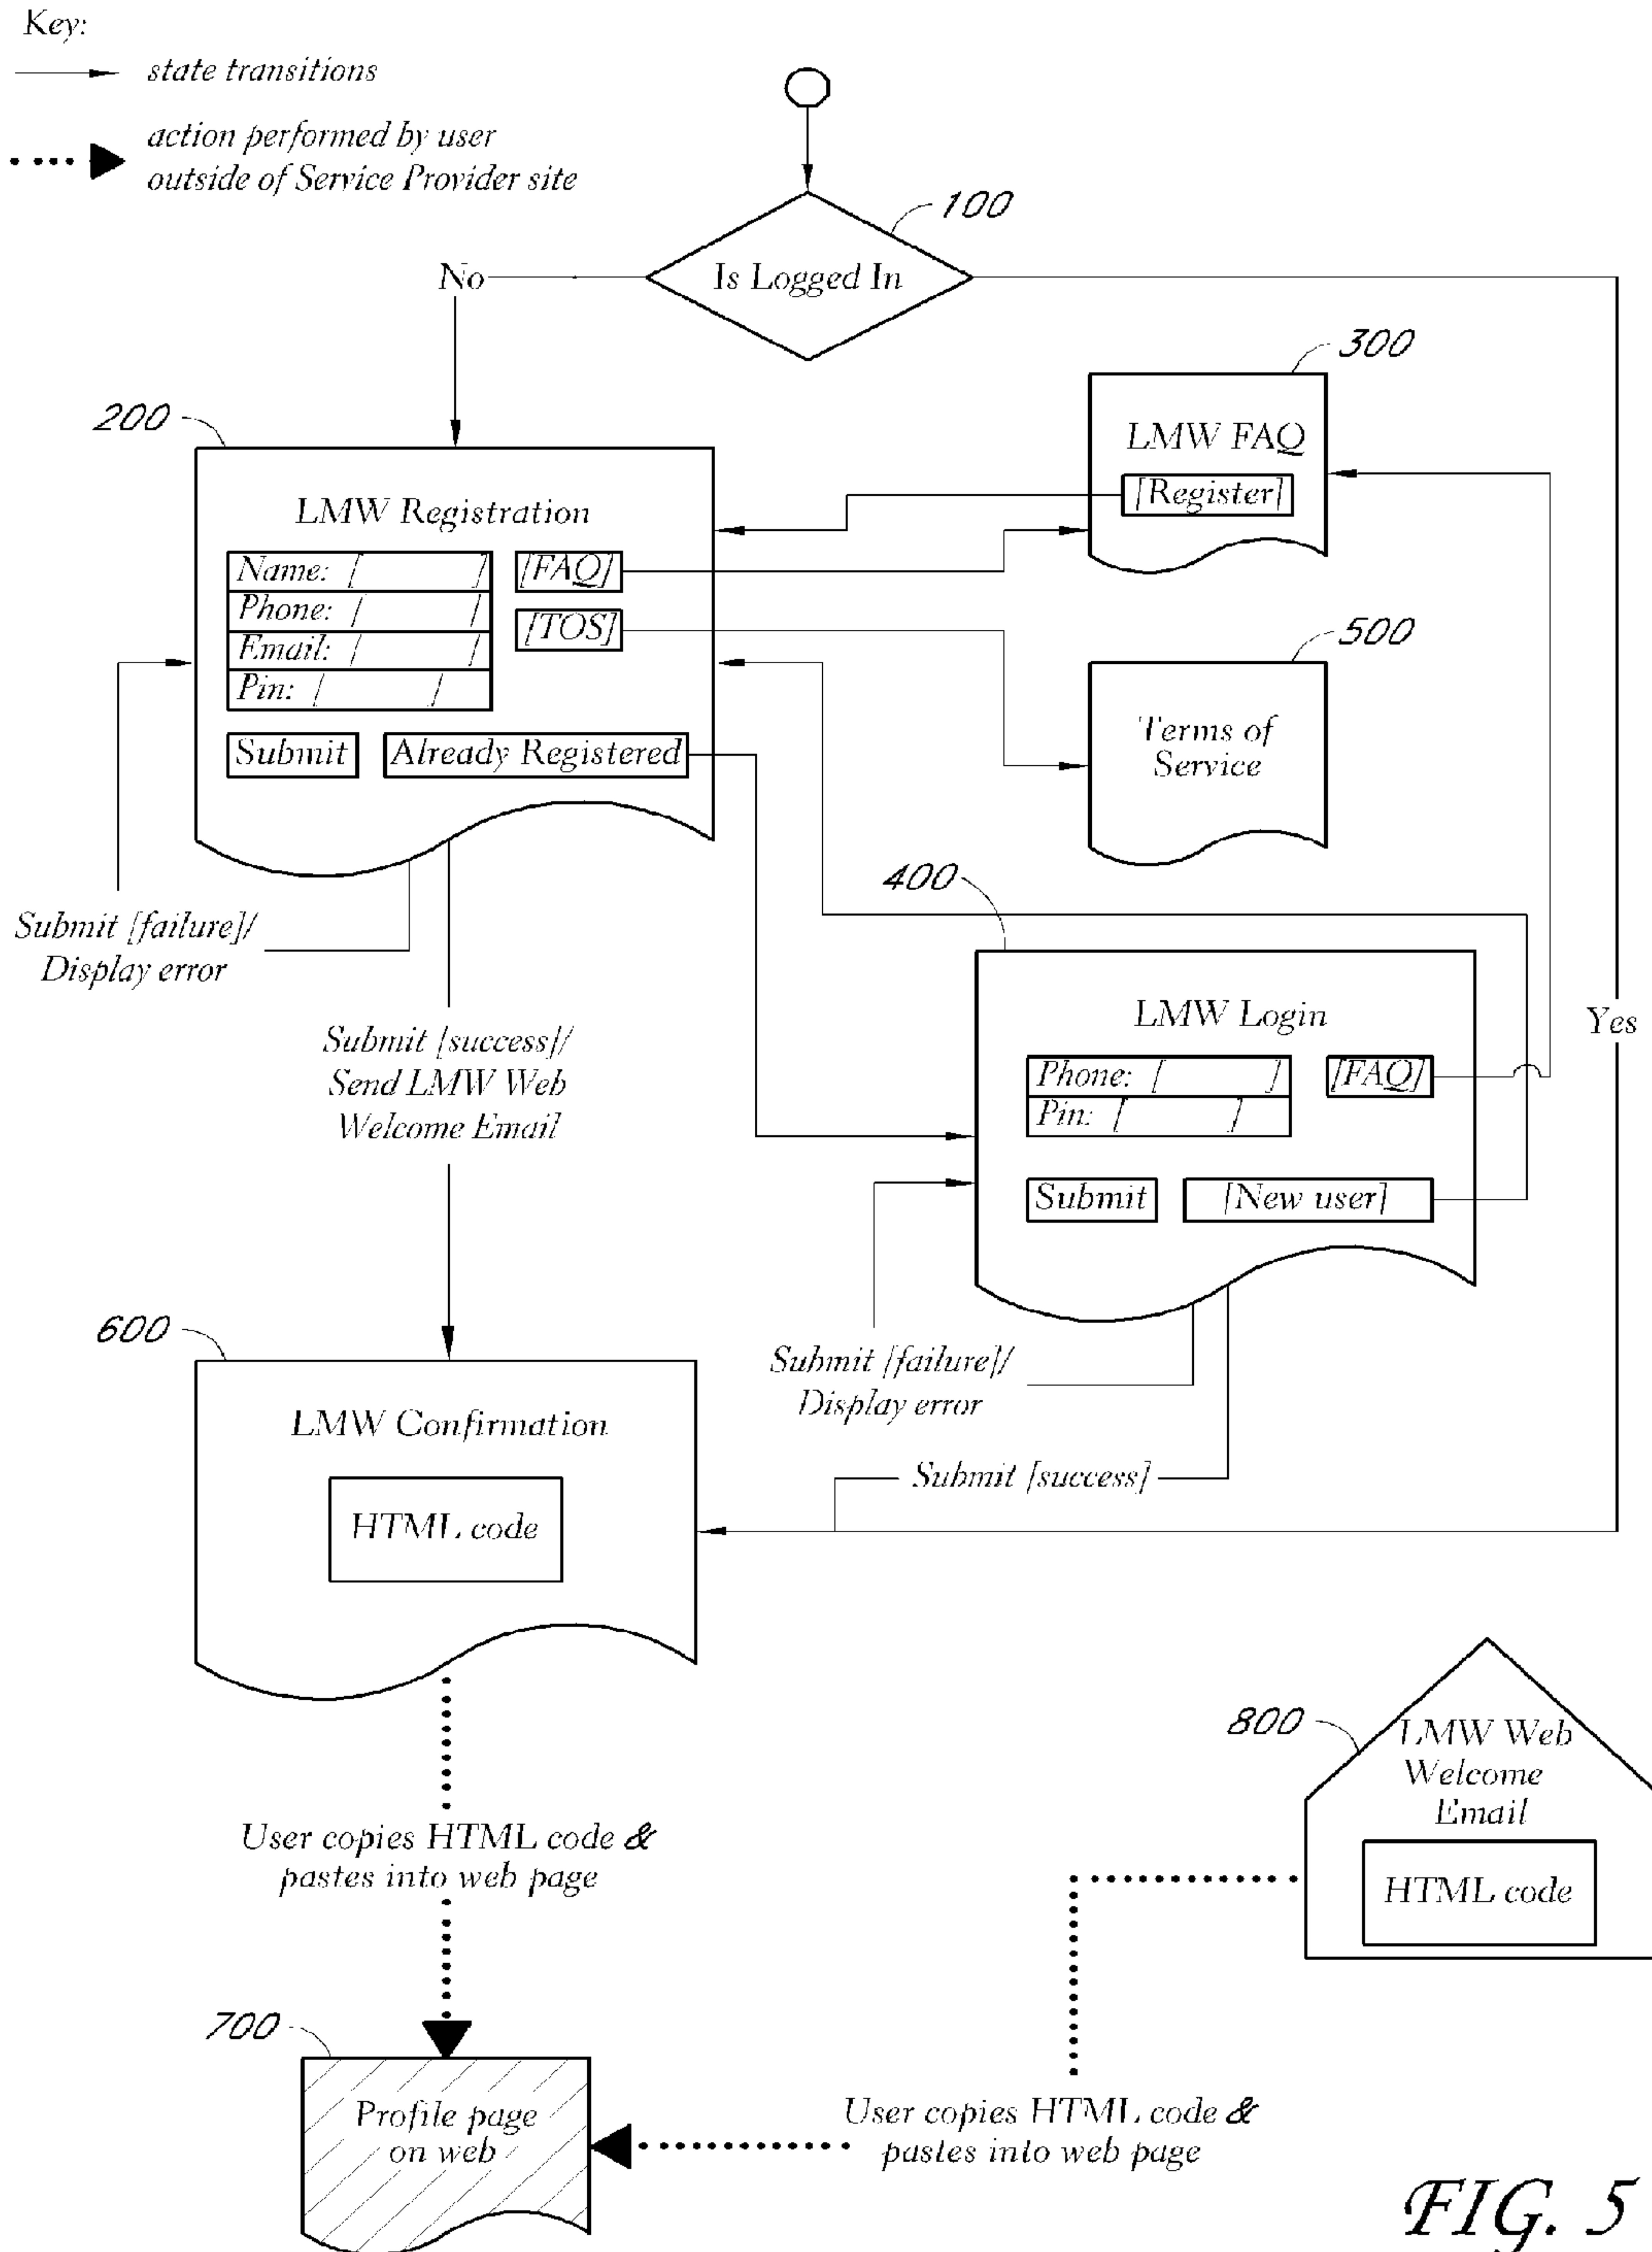 Key:
state transitions
action performed by user
outside of Service Provider site
100
Is Logged In
No
300
LMW FAQ
[Register]
200
LMW Registration
Name: [ ]
Phone: [ ]
Email: [ ]
Pin: [ ]
[FAQ]
[TOS]
Submit
Already Registered
500
Terms of
Service
Submit [failure]/
Display error
400
LMW Login
Phone: [ ]
Pin: [ ]
[FAQ]
Submit
[New user]
Yes
Submit [success]/
Send LMW Web
Welcome Email
Submit [failure]/
Display error
Submit [success]
600
LMW Confirmation
HTML code
User copies HTML code &
pastes into web page
800
LMW Web
Welcome
Email
HTML code
700
Profile page
on web
User copies HTML code &
pastes into web page
FIG. 5